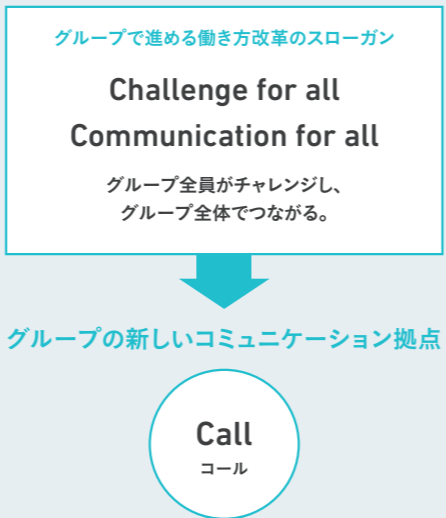 グループで進める働き方改革のスローガン
Challenge for all
Communication for all
グループ全員がチャレンジし、
グループ全体でつながる。
グループの新しいコミュニケーション拠点
Call
コール